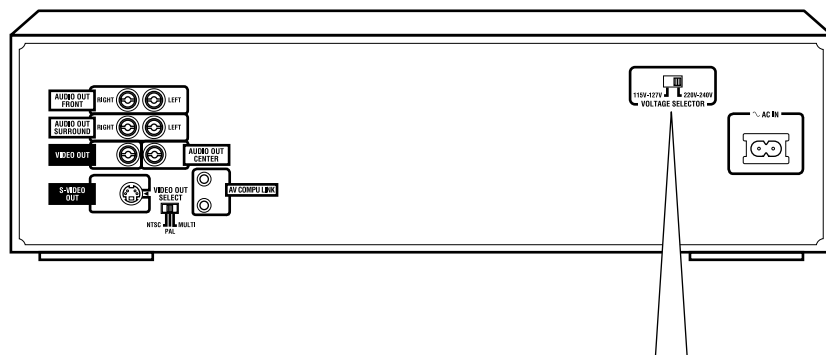 AUDIO OUT
FRONT
RIGHT
LEFT
AUDIO OUT
SURROUND
RIGHT
LEFT
VIDEO OUT
AUDIO OUT
CENTER
S-VIDEO
OUT
VIDEO OUT
SELECT
NTSC
PAL
MULTI
AV COMPU LINK
115V-127V
220V-240V
VOLTAGE SELECTOR
∼ AC IN